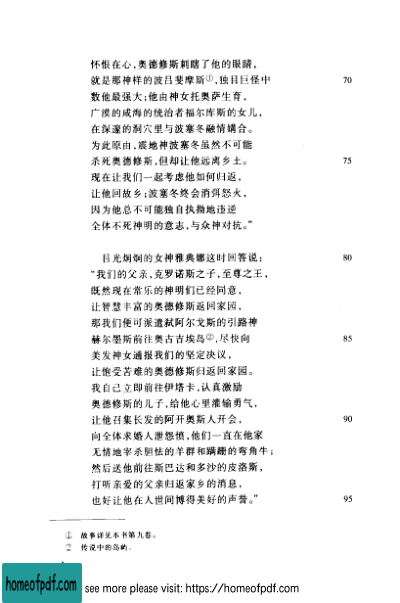 怀恨在心,奥德修斯刺瞎了他的眼睛,
就是那神样的波吕斐摩斯①,独目巨怪中
数他最强大;他由神女托奥萨生育, 70
广漠的咸海的统治者福尔库斯的女儿,
在深邃的洞穴里与波塞冬融情媾合。
为此原由,震地神波塞冬虽然不可能
杀死奥德修斯,但却让他远离乡土。 75
现在让我们一起考虑他如何归返,
让他回故乡;波塞冬终会消弭怒火,
因为他总不可能独自执拗地违逆
全体不死神明的意志,与众神对抗。”
目光炯炯的女神雅典娜这时回答说: 80
“我们的父亲,克罗诺斯之子,至尊之王,
既然现在常乐的神明们已经同意,
让智慧丰富的奥德修斯返回家园,
那我们便可派遣弑阿尔戈斯的引路神
赫尔墨斯前往奥古吉埃岛②,尽快向 85
美发神女通报我们的坚定决议,
让饱受苦难的奥德修斯归返回家园。
我自己立即前往伊塔卡,认真激励
奥德修斯的儿子,给他心里灌输勇气,
让他召集长发的阿开奥斯人开会, 90
向全体求婚人泄怨愤,他们一直在他家
无情地宰杀胆怯的羊群和蹒跚的弯角牛;
然后送他前往斯巴达和多沙的皮洛斯,
打听亲爱的父亲归返家乡的消息,
也好让他在人世间博得美好的声誉。” 95
① 故事详见本书第九卷。
② 传说中的岛屿。
homeofpdf.com see more please visit: https://homeofpdf.com